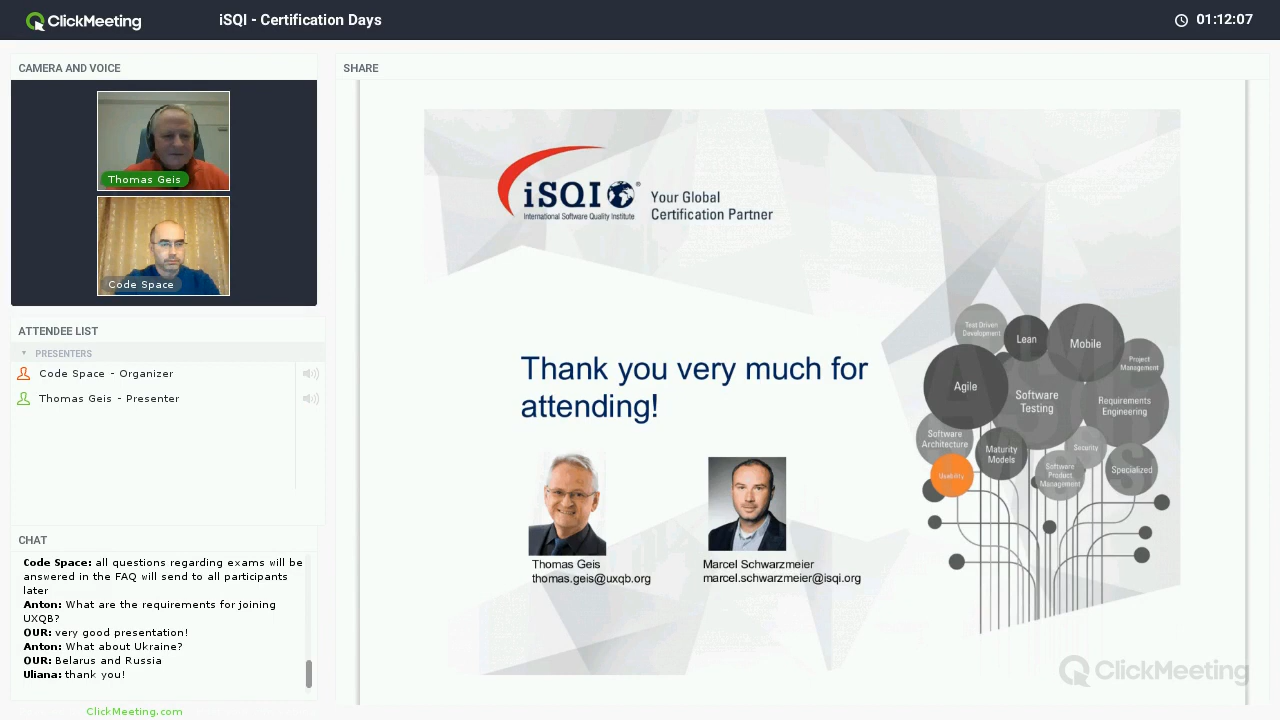 ClickMeeting
iSQI - Certification Days
01:12:07
CAMERA AND VOICE
Thomas Geis
Code Space
ATTENDEE LIST
PRESENTERS
Code Space - Organizer
Thomas Geis - Presenter
CHAT
Code Space: all questions regarding exams will be
answered in the FAQ will send to all participants
later
Anton: What are the requirements for joining
UXQB?
OUR: very good presentation!
Anton: What about Ukraine?
OUR: Belarus and Russia
Uliana: thank you!
ClickMeeting.com
SHARE
iSQI®
International Software Quality Institute
Your Global
Certification Partner
Thank you very much for
attending!
Thomas Geis
thomas.geis@uxqb.org
Marcel Schwarzmeier
marcel.schwarzmeier@isqi.org
Test Driven
Development
Lean
Mobile
Project
Management
Agile
Software
Testing
Requirements
Engineering
Software
Architecture
Maturity
Models
Security
Usability
Software
Product
Management
Specialized
ClickMeeting